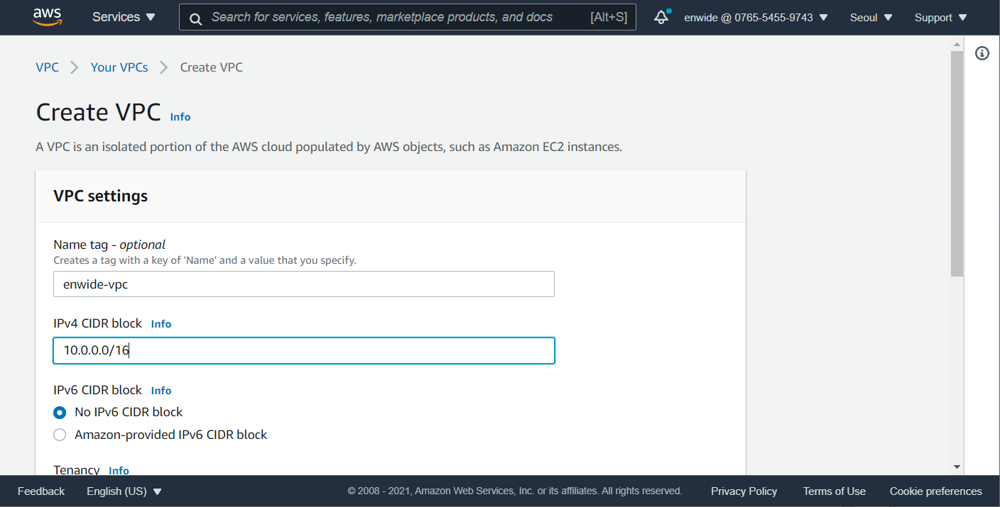 aws Services Search for services, features, marketplace products, and docs [Alt+S] enwide @ 0765-5455-9743 Seoul Support
VPC Your VPCs Create VPC
Create VPC Info
A VPC is an isolated portion of the AWS cloud populated by AWS objects, such as Amazon EC2 instances.
VPC settings
Name tag - optional
Creates a tag with a key of 'Name' and a value that you specify.
enwide-vpc
IPv4 CIDR block Info
10.0.0.0/16
IPv6 CIDR block Info
No IPv6 CIDR block
Amazon-provided IPv6 CIDR block
Tenancy Info
Feedback English (US) © 2008 - 2021, Amazon Web Services, Inc. or its affiliates. All rights reserved. Privacy Policy Terms of Use Cookie preferences